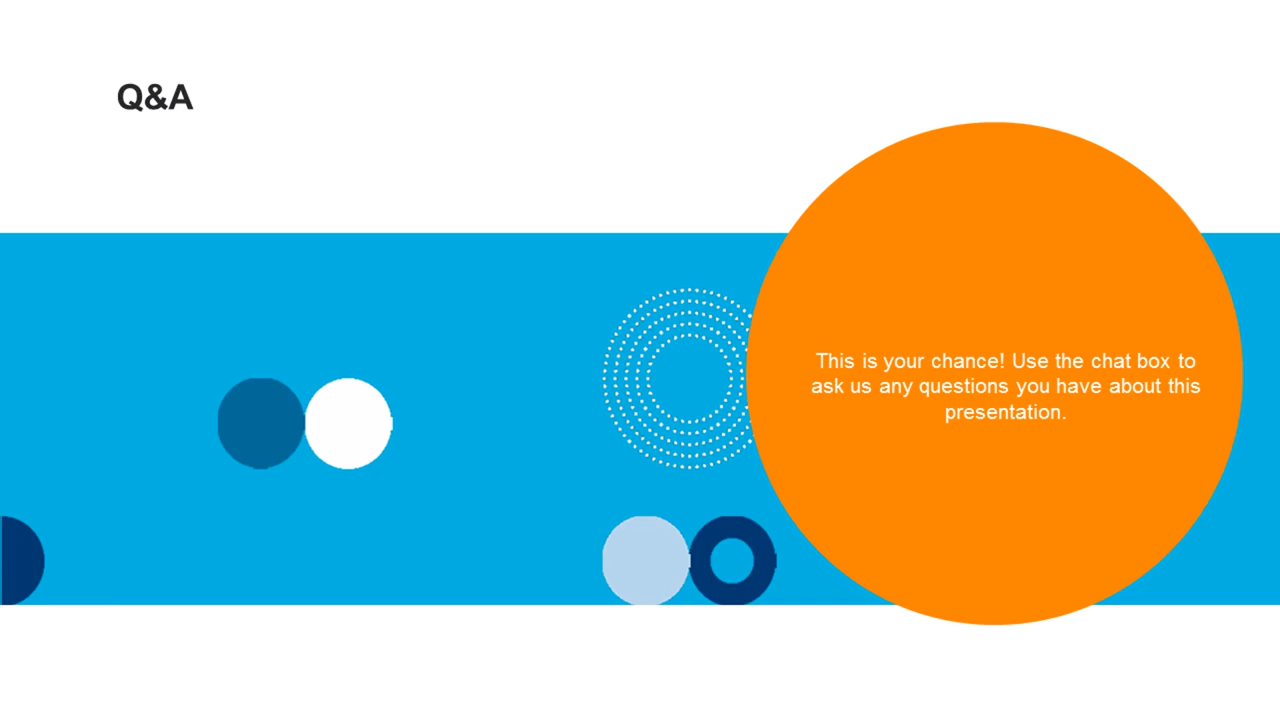 Q&A
This is your chance! Use the chat box to
ask us any questions you have about this
presentation.